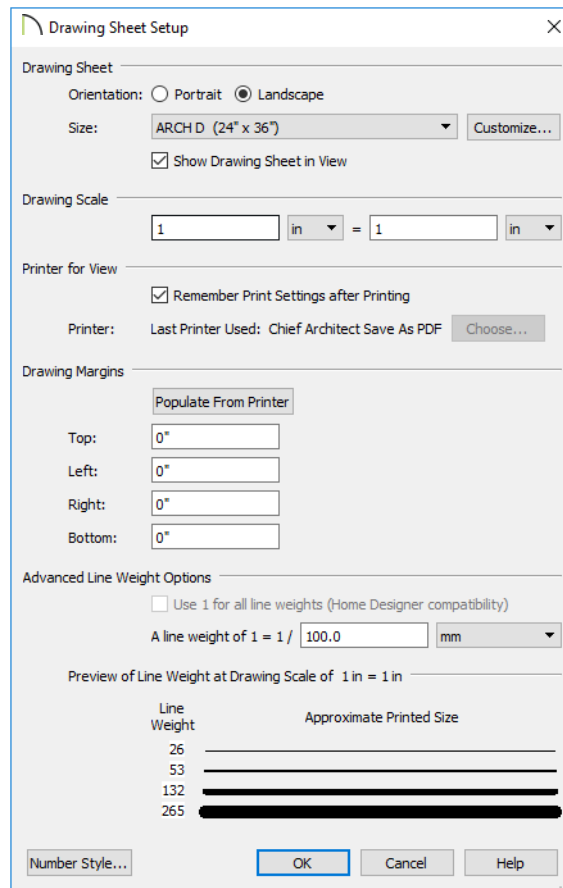 Drawing Sheet Setup
Drawing Sheet
Orientation: Portrait Landscape
Size: ARCH D (24" x 36") Customize...
Show Drawing Sheet in View
Drawing Scale
1 in = 1 in
Printer for View
Remember Print Settings after Printing
Printer: Last Printer Used: Chief Architect Save As PDF Choose...
Drawing Margins
Populate From Printer
Top: 0"
Left: 0"
Right: 0"
Bottom: 0"
Advanced Line Weight Options
Use 1 for all line weights (Home Designer compatibility)
A line weight of 1 = 1 / 100.0 mm
Preview of Line Weight at Drawing Scale of 1 in = 1 in
Line
Weight Approximate Printed Size
26
53
132
265
Number Style... OK Cancel Help